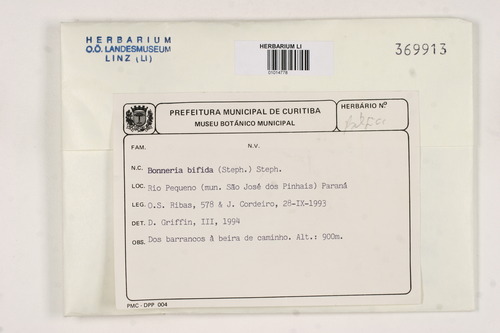 HERBARIUM
O.Ö. LANDESMUSEUM
LINZ (LI)
HERBARIUM LI
01014778
369913
PREFEITURA MUNICIPAL DE CURITIBA
MUSEU BOTÁNICO MUNICIPAL
HERBÁRIO Nº
FAM.
N.V.
N.C. Bonneria bifida (Steph.) Steph.
LOC. Rio Pequeno (mun. São José dos Pinhais) Paraná
LEG. O.S. Ribas, 578 & J. Cordeiro, 28-IX-1993
DET. D. Griffin, III, 1994
OBS. Dos barrancos à beira de caminho. Alt.: 900m.
PMC - DPP 004